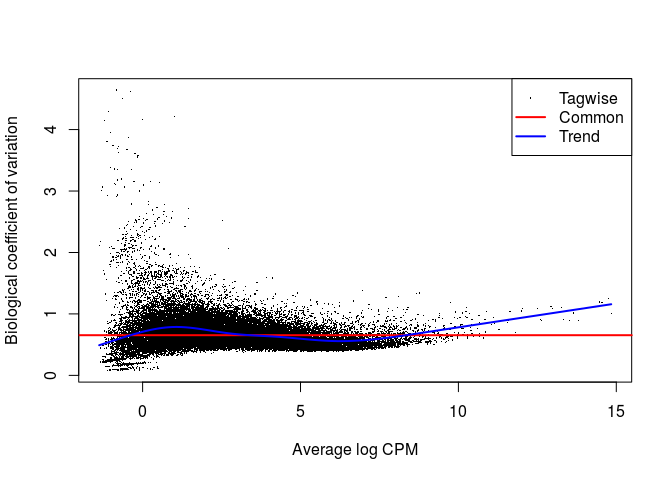 Tagwise
Common
Trend
Biological coefficient of variation
4
3
2
1
0
0
5
10
15
Average log CPM